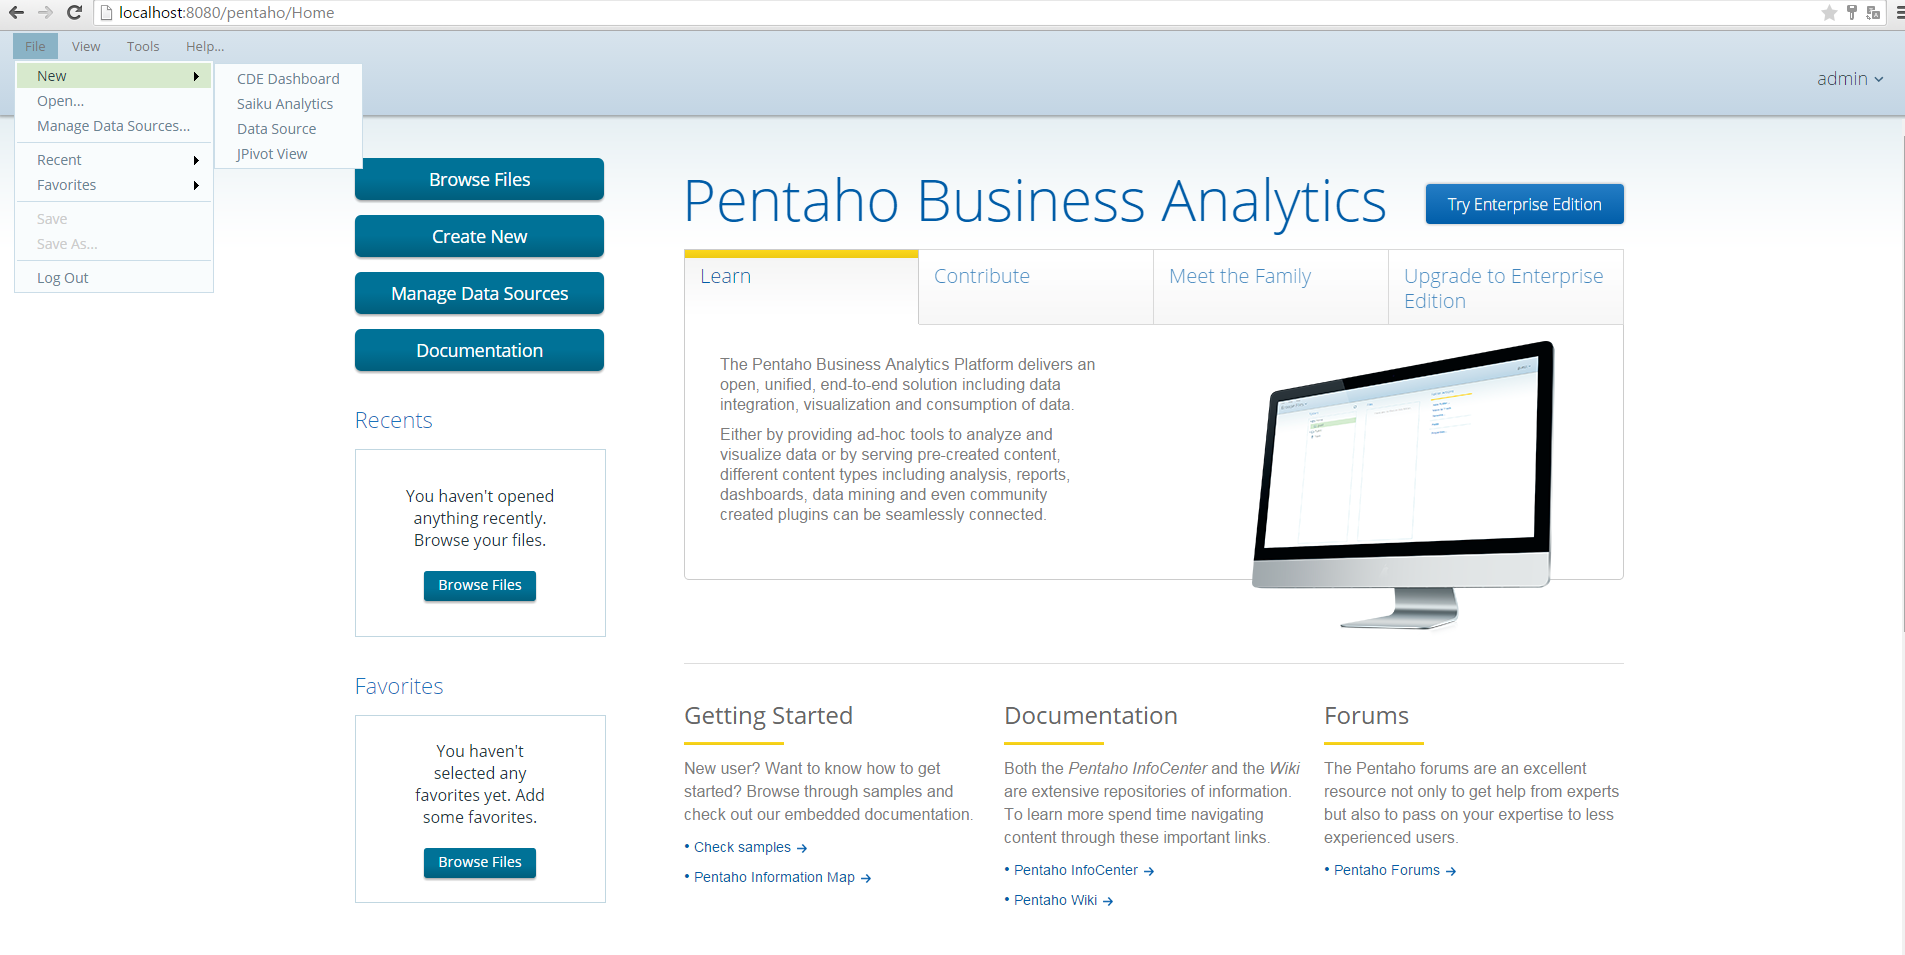 localhost:8080/pentaho/Home
File View Tools Help...
admin
New
Open...
Manage Data Sources...
Recent
Favorites
Save
Save As...
Log Out
CDE Dashboard
Saiku Analytics
Data Source
JPivot View
Browse Files
Create New
Manage Data Sources
Documentation
Recents
You haven't opened
anything recently.
Browse your files.
Browse Files
Favorites
You haven't
selected any
favorites yet. Add
some favorites.
Browse Files
Pentaho Business Analytics
Try Enterprise Edition
Learn
Contribute
Meet the Family
Upgrade to Enterprise
Edition
The Pentaho Business Analytics Platform delivers an
open, unified, end-to-end solution including data
integration, visualization and consumption of data.
Either by providing ad-hoc tools to analyze and
visualize data or by serving pre-created content,
different content types including analysis, reports,
dashboards, data mining and even community
created plugins can be seamlessly connected.
Getting Started
New user? Want to know how to get
started? Browse through samples and
check out our embedded documentation.
• Check samples →
• Pentaho Information Map →
Documentation
Both the Pentaho InfoCenter and the Wiki
are extensive repositories of information.
To learn more spend time navigating
content through these important links.
• Pentaho InfoCenter →
• Pentaho Wiki →
Forums
The Pentaho forums are an excellent
resource not only to get help from experts
but also to pass on your expertise to less
experienced users.
• Pentaho Forums →